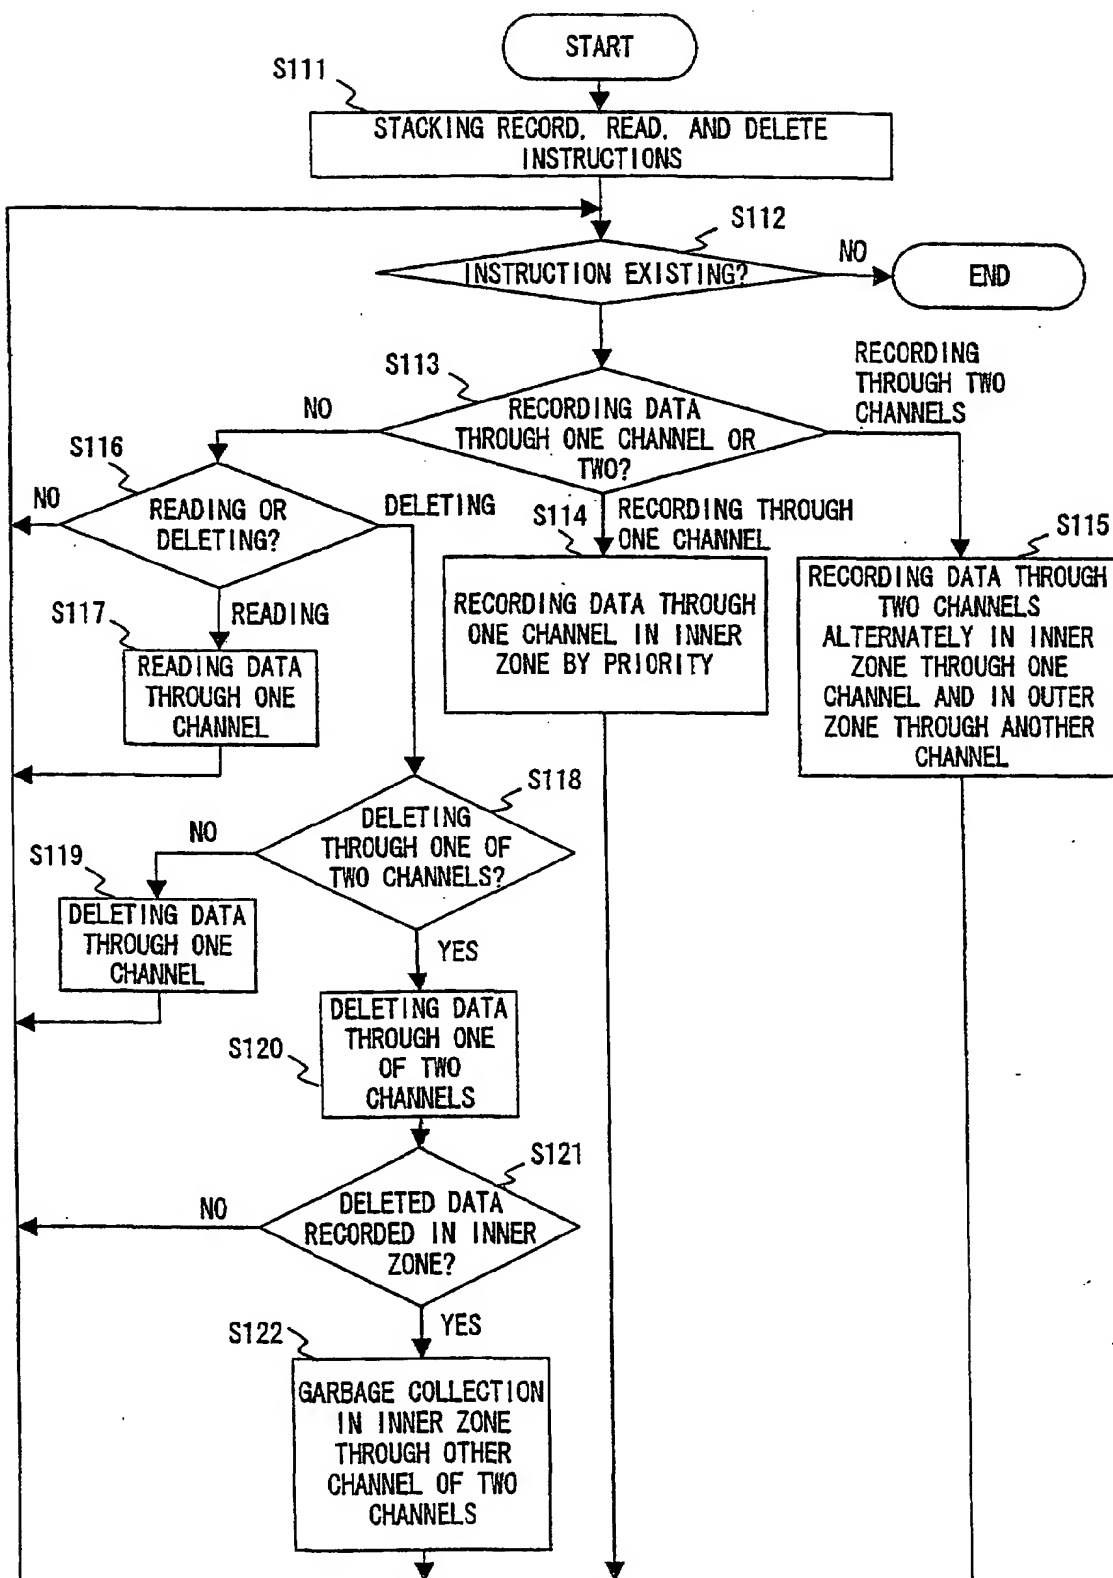 START
S111
STACKING RECORD, READ, AND DELETE
INSTRUCTIONS
S112
INSTRUCTION EXISTING?
NO
END
S113
RECORDING DATA
THROUGH ONE CHANNEL OR
TWO?
NO
RECORDING
THROUGH TWO
CHANNELS
S116
NO
READING OR
DELETING?
DELETING
S114
RECORDING THROUGH
ONE CHANNEL
S115
READING
S117
READING DATA
THROUGH ONE
CHANNEL
RECORDING DATA THROUGH
ONE CHANNEL IN INNER
ZONE BY PRIORITY
RECORDING DATA THROUGH
TWO CHANNELS
ALTERNATELY IN INNER
ZONE THROUGH ONE
CHANNEL AND IN OUTER
ZONE THROUGH ANOTHER
CHANNEL
S118
DELETING
THROUGH ONE OF
TWO CHANNELS?
NO
S119
DELETING DATA
THROUGH ONE
CHANNEL
YES
S120
DELETING DATA
THROUGH ONE
OF TWO
CHANNELS
S121
DELETED DATA
RECORDED IN INNER
ZONE?
NO
YES
S122
GARBAGE COLLECTION
IN INNER ZONE
THROUGH OTHER
CHANNEL OF TWO
CHANNELS